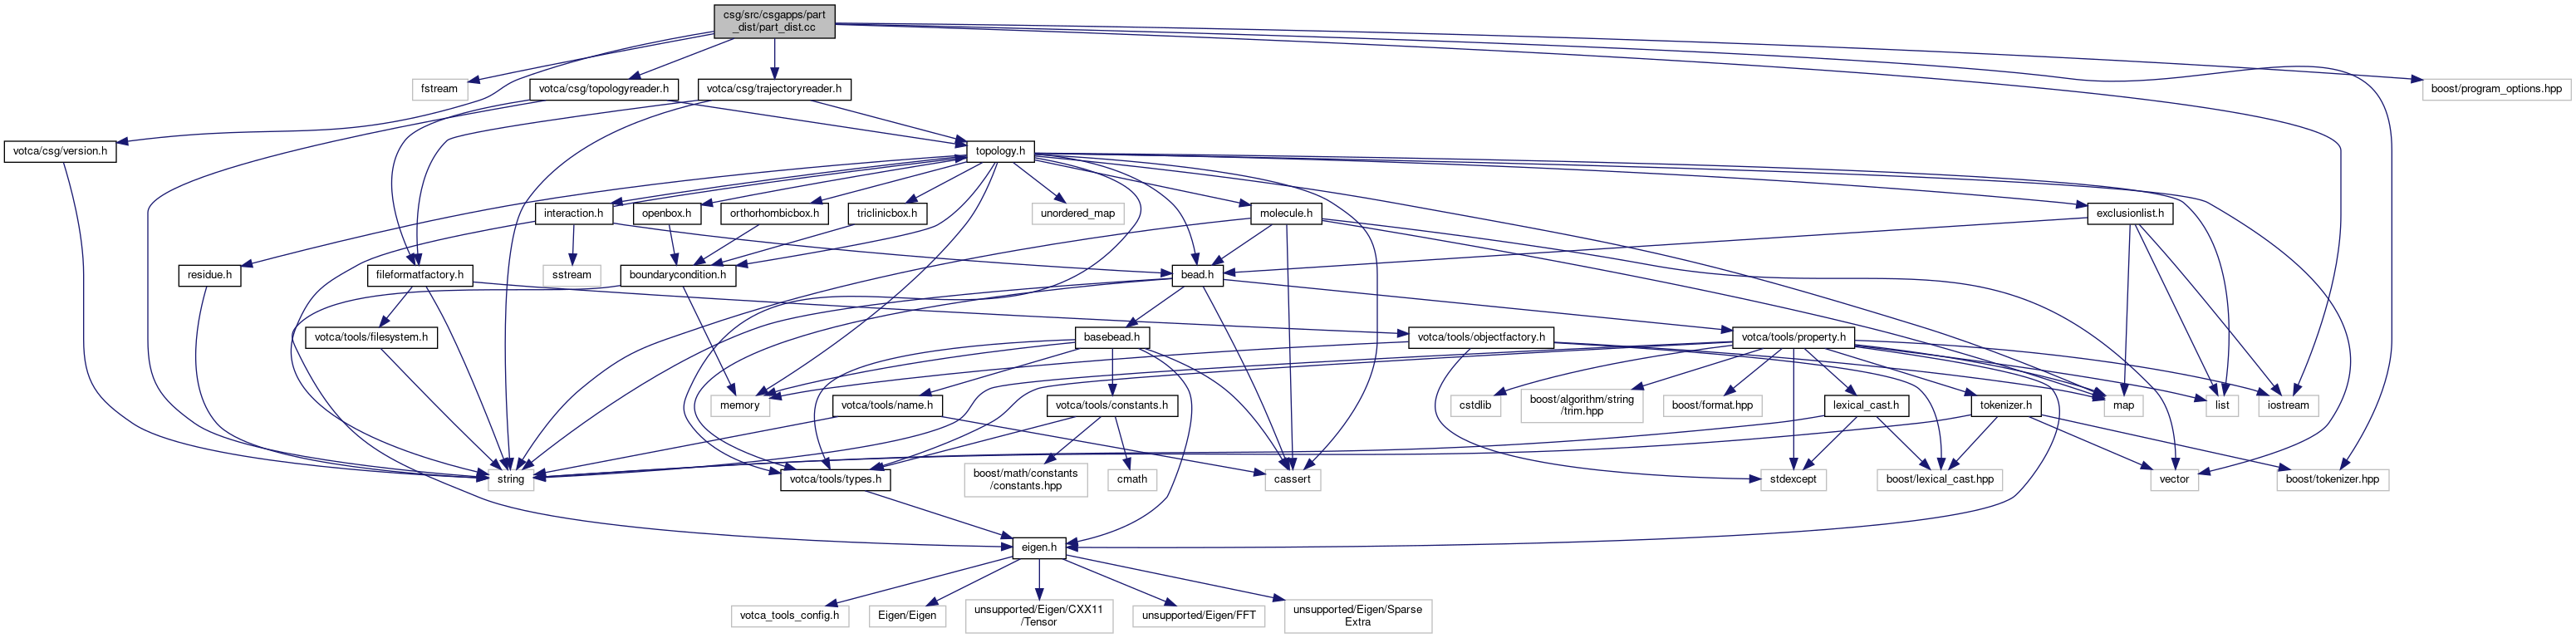 csg/src/csgapps/part
_dist/part_dist.cc
fstream
votca/csg/topologyreader.h
votca/csg/trajectoryreader.h
boost/program_options.hpp
votca/csg/version.h
topology.h
interaction.h
openbox.h
orthorhombicbox.h
triclinicbox.h
unordered_map
molecule.h
exclusionlist.h
residue.h
fileformatfactory.h
sstream
boundarycondition.h
bead.h
votca/tools/filesystem.h
basebead.h
votca/tools/objectfactory.h
votca/tools/property.h
memory
votca/tools/name.h
votca/tools/constants.h
cstdlib
boost/algorithm/string
/trim.hpp
boost/format.hpp
lexical_cast.h
tokenizer.h
map
list
iostream
string
votca/tools/types.h
boost/math/constants
/constants.hpp
cmath
cassert
stdexcept
boost/lexical_cast.hpp
vector
boost/tokenizer.hpp
eigen.h
votca_tools_config.h
Eigen/Eigen
unsupported/Eigen/CXX11
/Tensor
unsupported/Eigen/FFT
unsupported/Eigen/Sparse
Extra